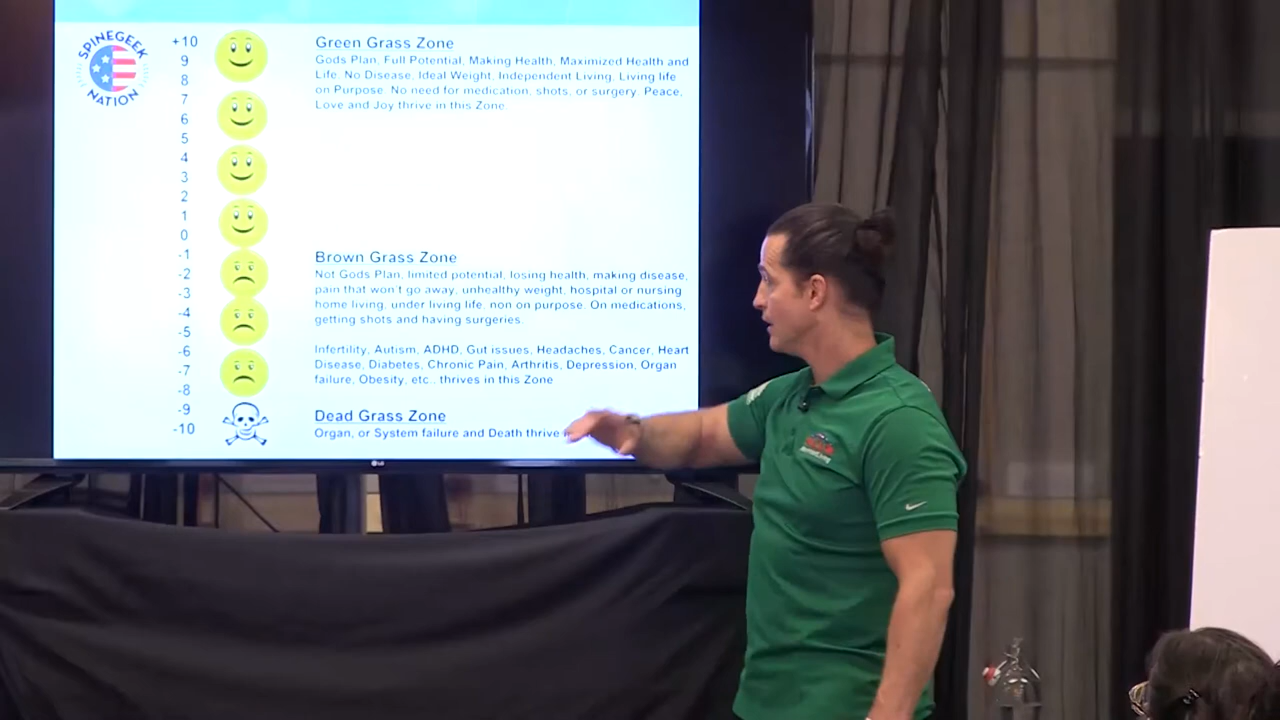 SPINEGEEK
NATION
+10
9
8
7
6
5
4
3
2
1
0
-1
-2
-3
-4
-5
-6
-7
-8
-9
-10
Green Grass Zone
Gods Plan, Full Potential, Making Health, Maximized Health and
Life. No Disease, Ideal Weight, Independent Living, Living life
on Purpose. No need for medication, shots, or surgery. Peace,
Love and Joy thrive in this Zone.
Brown Grass Zone
Not Gods Plan, limited potential, losing health, making disease,
pain that won't go away, unhealthy weight, hospital or nursing
home living, under living life, non on purpose. On medications,
getting shots and having surgeries.
Infertility, Autism, ADHD, Gut issues, Headaches, Cancer, Heart
Disease, Diabetes, Chronic Pain, Arthritis, Depression, Organ
failure, Obesity, etc.. thrives in this Zone
Dead Grass Zone
Organ, or System failure and Death thrive
LG